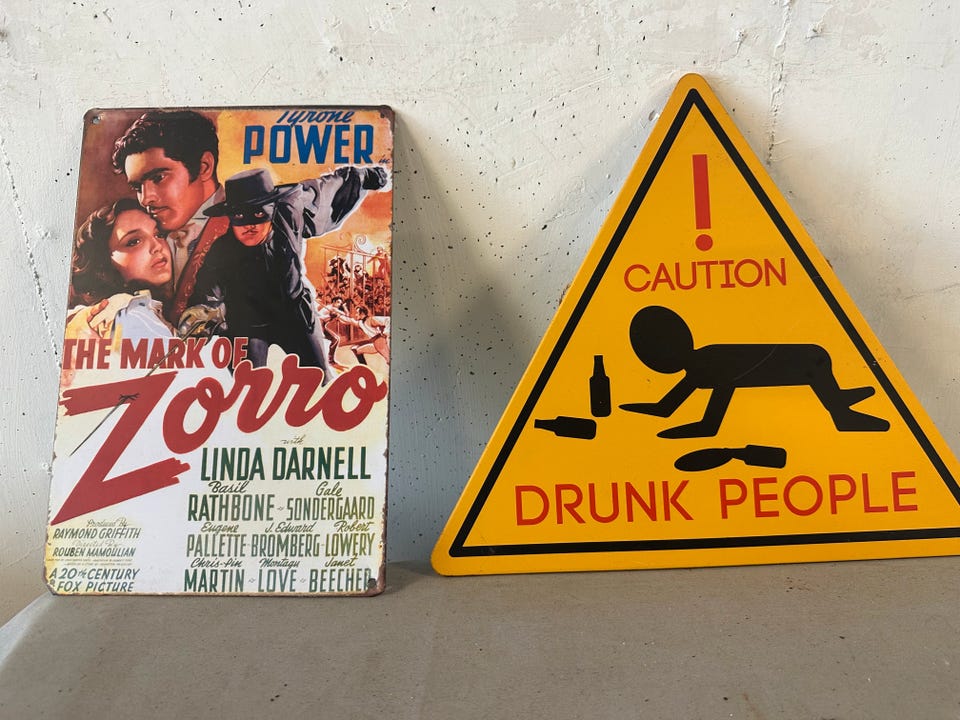 Tyrone
POWER
in
THE MARK OF
Zorro
with
LINDA DARNELL
Basil Gale
RATHBONE - SONDERGAARD
Eugene J. Edward Robert
PALLETTE - BROMBERG - LOWERY
Chris-Pin Montagu Janet
MARTIN - LOVE - BEECHER
Produced By
RAYMOND GRIFFITH
Directed By
ROUBEN MAMOULIAN
A 20th CENTURY
FOX PICTURE
!
CAUTION
DRUNK PEOPLE